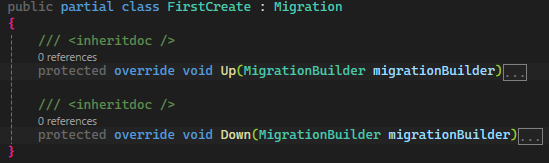 public partial class FirstCreate : Migration
{
/// <inheritdoc />
0 references
protected override void Up(MigrationBuilder migrationBuilder)...
/// <inheritdoc />
0 references
protected override void Down(MigrationBuilder migrationBuilder)...
}